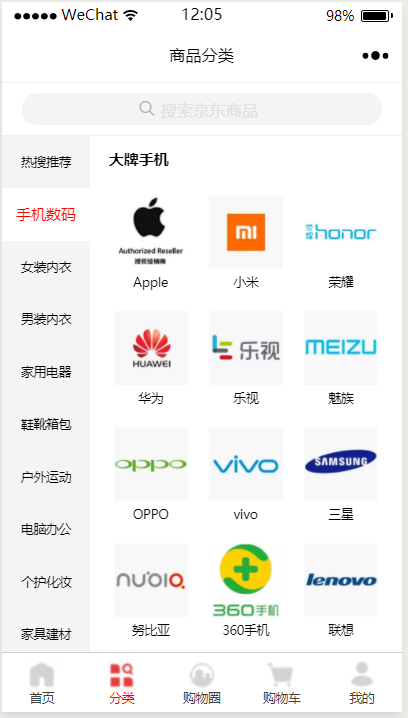 WeChat 12:05 98%
商品分类
搜索京东商品
热搜推荐
手机数码
女装内衣
男装内衣
家用电器
鞋靴箱包
户外运动
电脑办公
个护化妆
家具建材
大牌手机
Authorized Reseller
授权经销商
mi
荣耀 honor
Apple 小米 荣耀
HUAWEI 乐视 MEIZU
华为 乐视 魅族
oppo vivo SAMSUNG
OPPO vivo 三星
nubia 360手机 lenovo
努比亚 360手机 联想
首页 分类 购物圈 购物车 我的